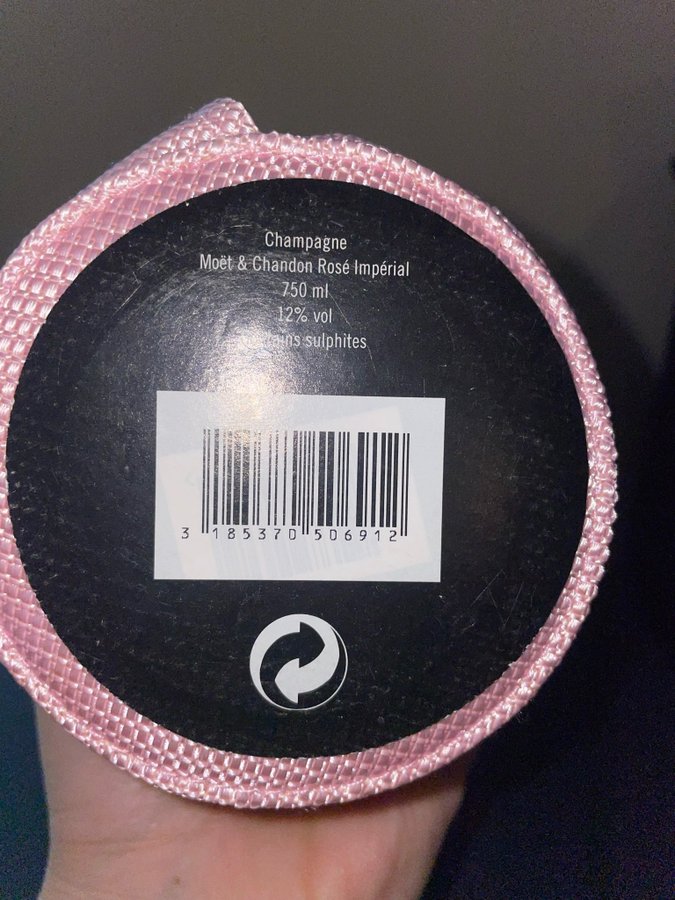 Champagne
Moët & Chandon Rosé Impérial
750 ml
12% vol
sulphites
3 185370 506912